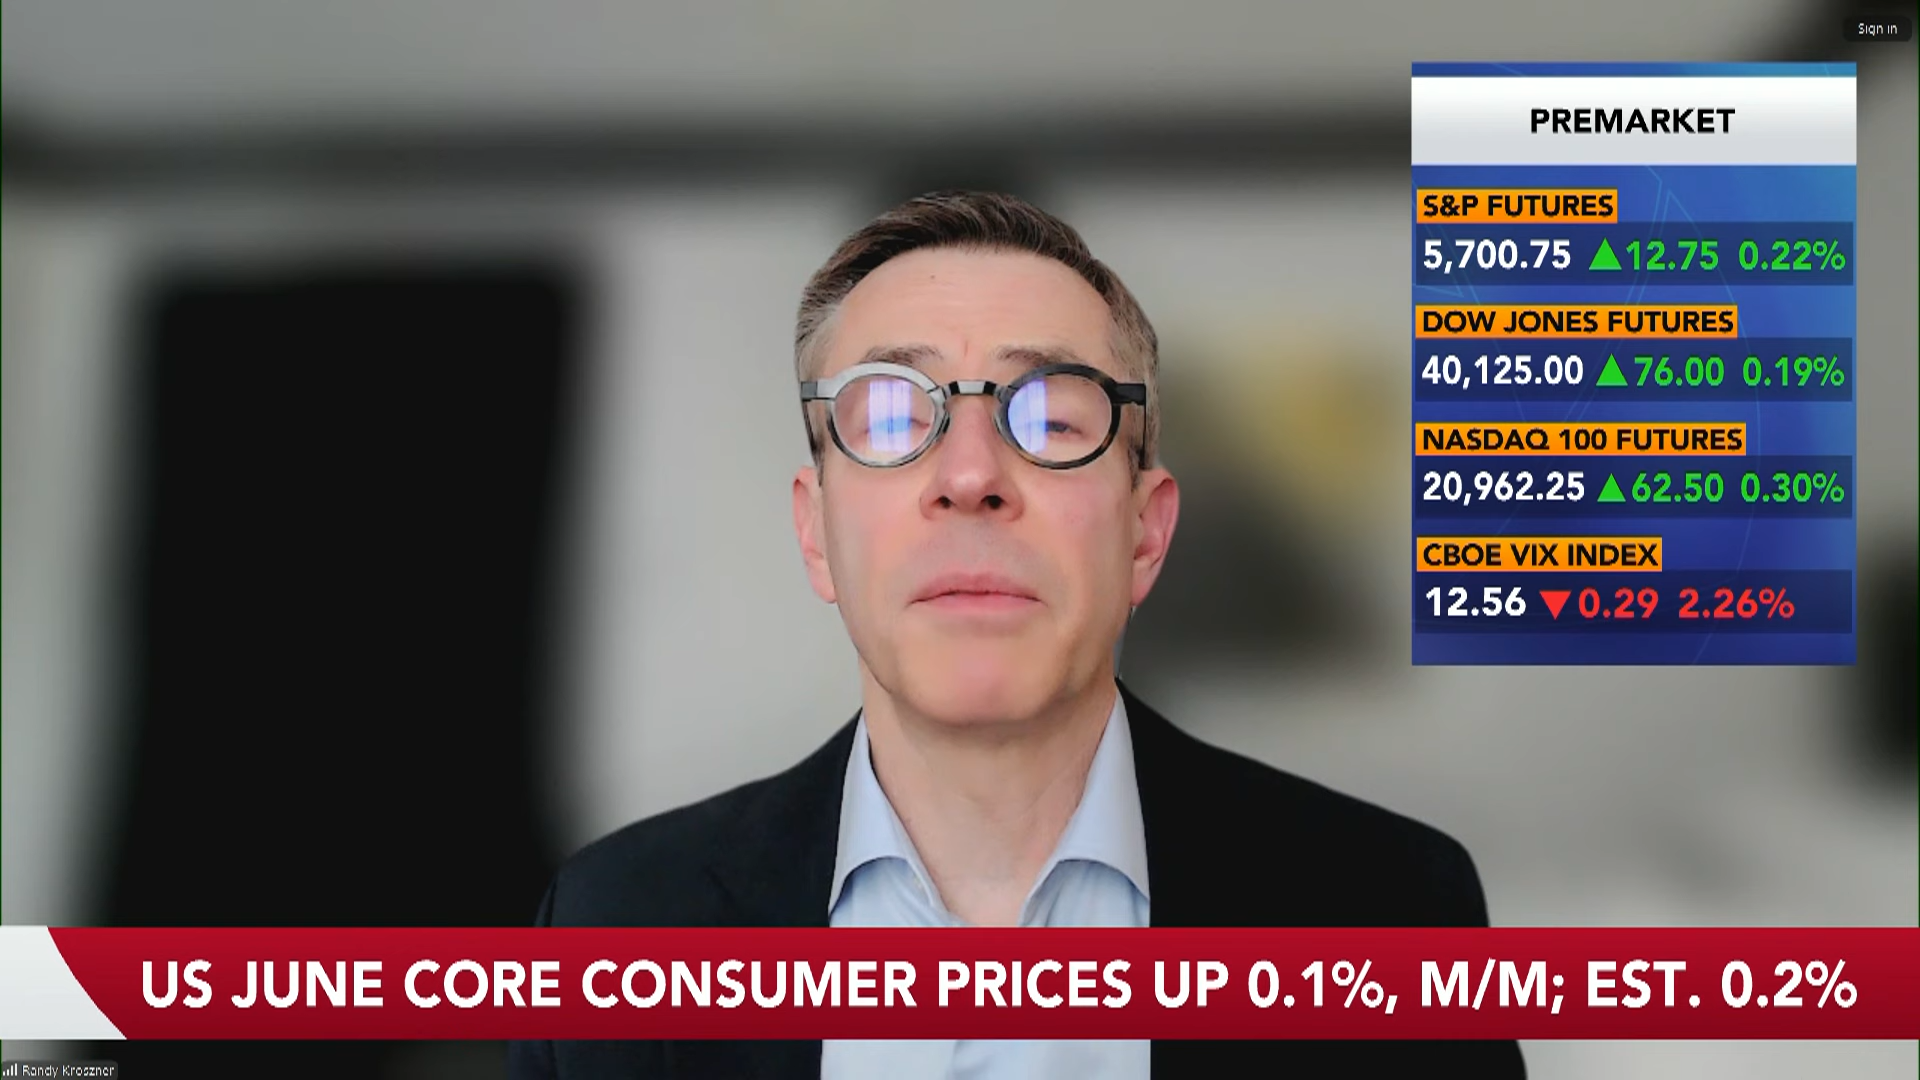 Sign in
PREMARKET
S&P FUTURES
5,700.75 ▲12.75 0.22%
DOW JONES FUTURES
40,125.00 ▲76.00 0.19%
NASDAQ 100 FUTURES
20,962.25 ▲62.50 0.30%
CBOE VIX INDEX
12.56 ▼0.29 2.26%
US JUNE CORE CONSUMER PRICES UP 0.1%, M/M; EST. 0.2%
Randy Kroszner